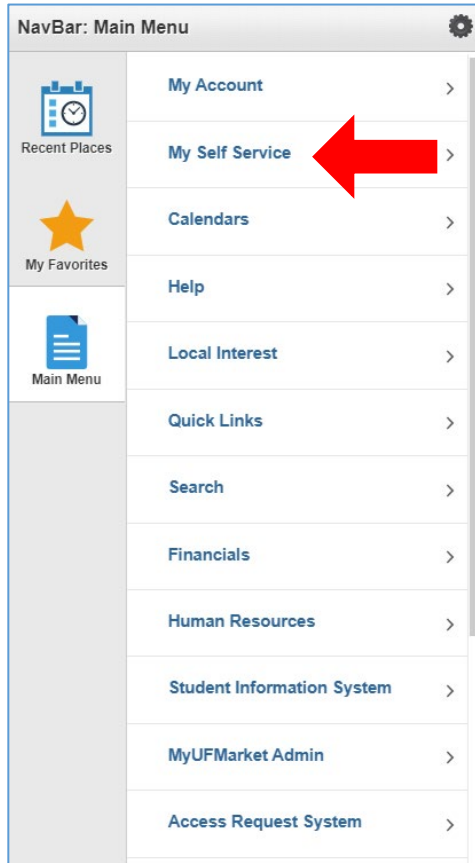 NavBar: Main Menu
Recent Places
My Favorites
Main Menu
My Account
My Self Service
Calendars
Help
Local Interest
Quick Links
Search
Financials
Human Resources
Student Information System
MyUFMarket Admin
Access Request System